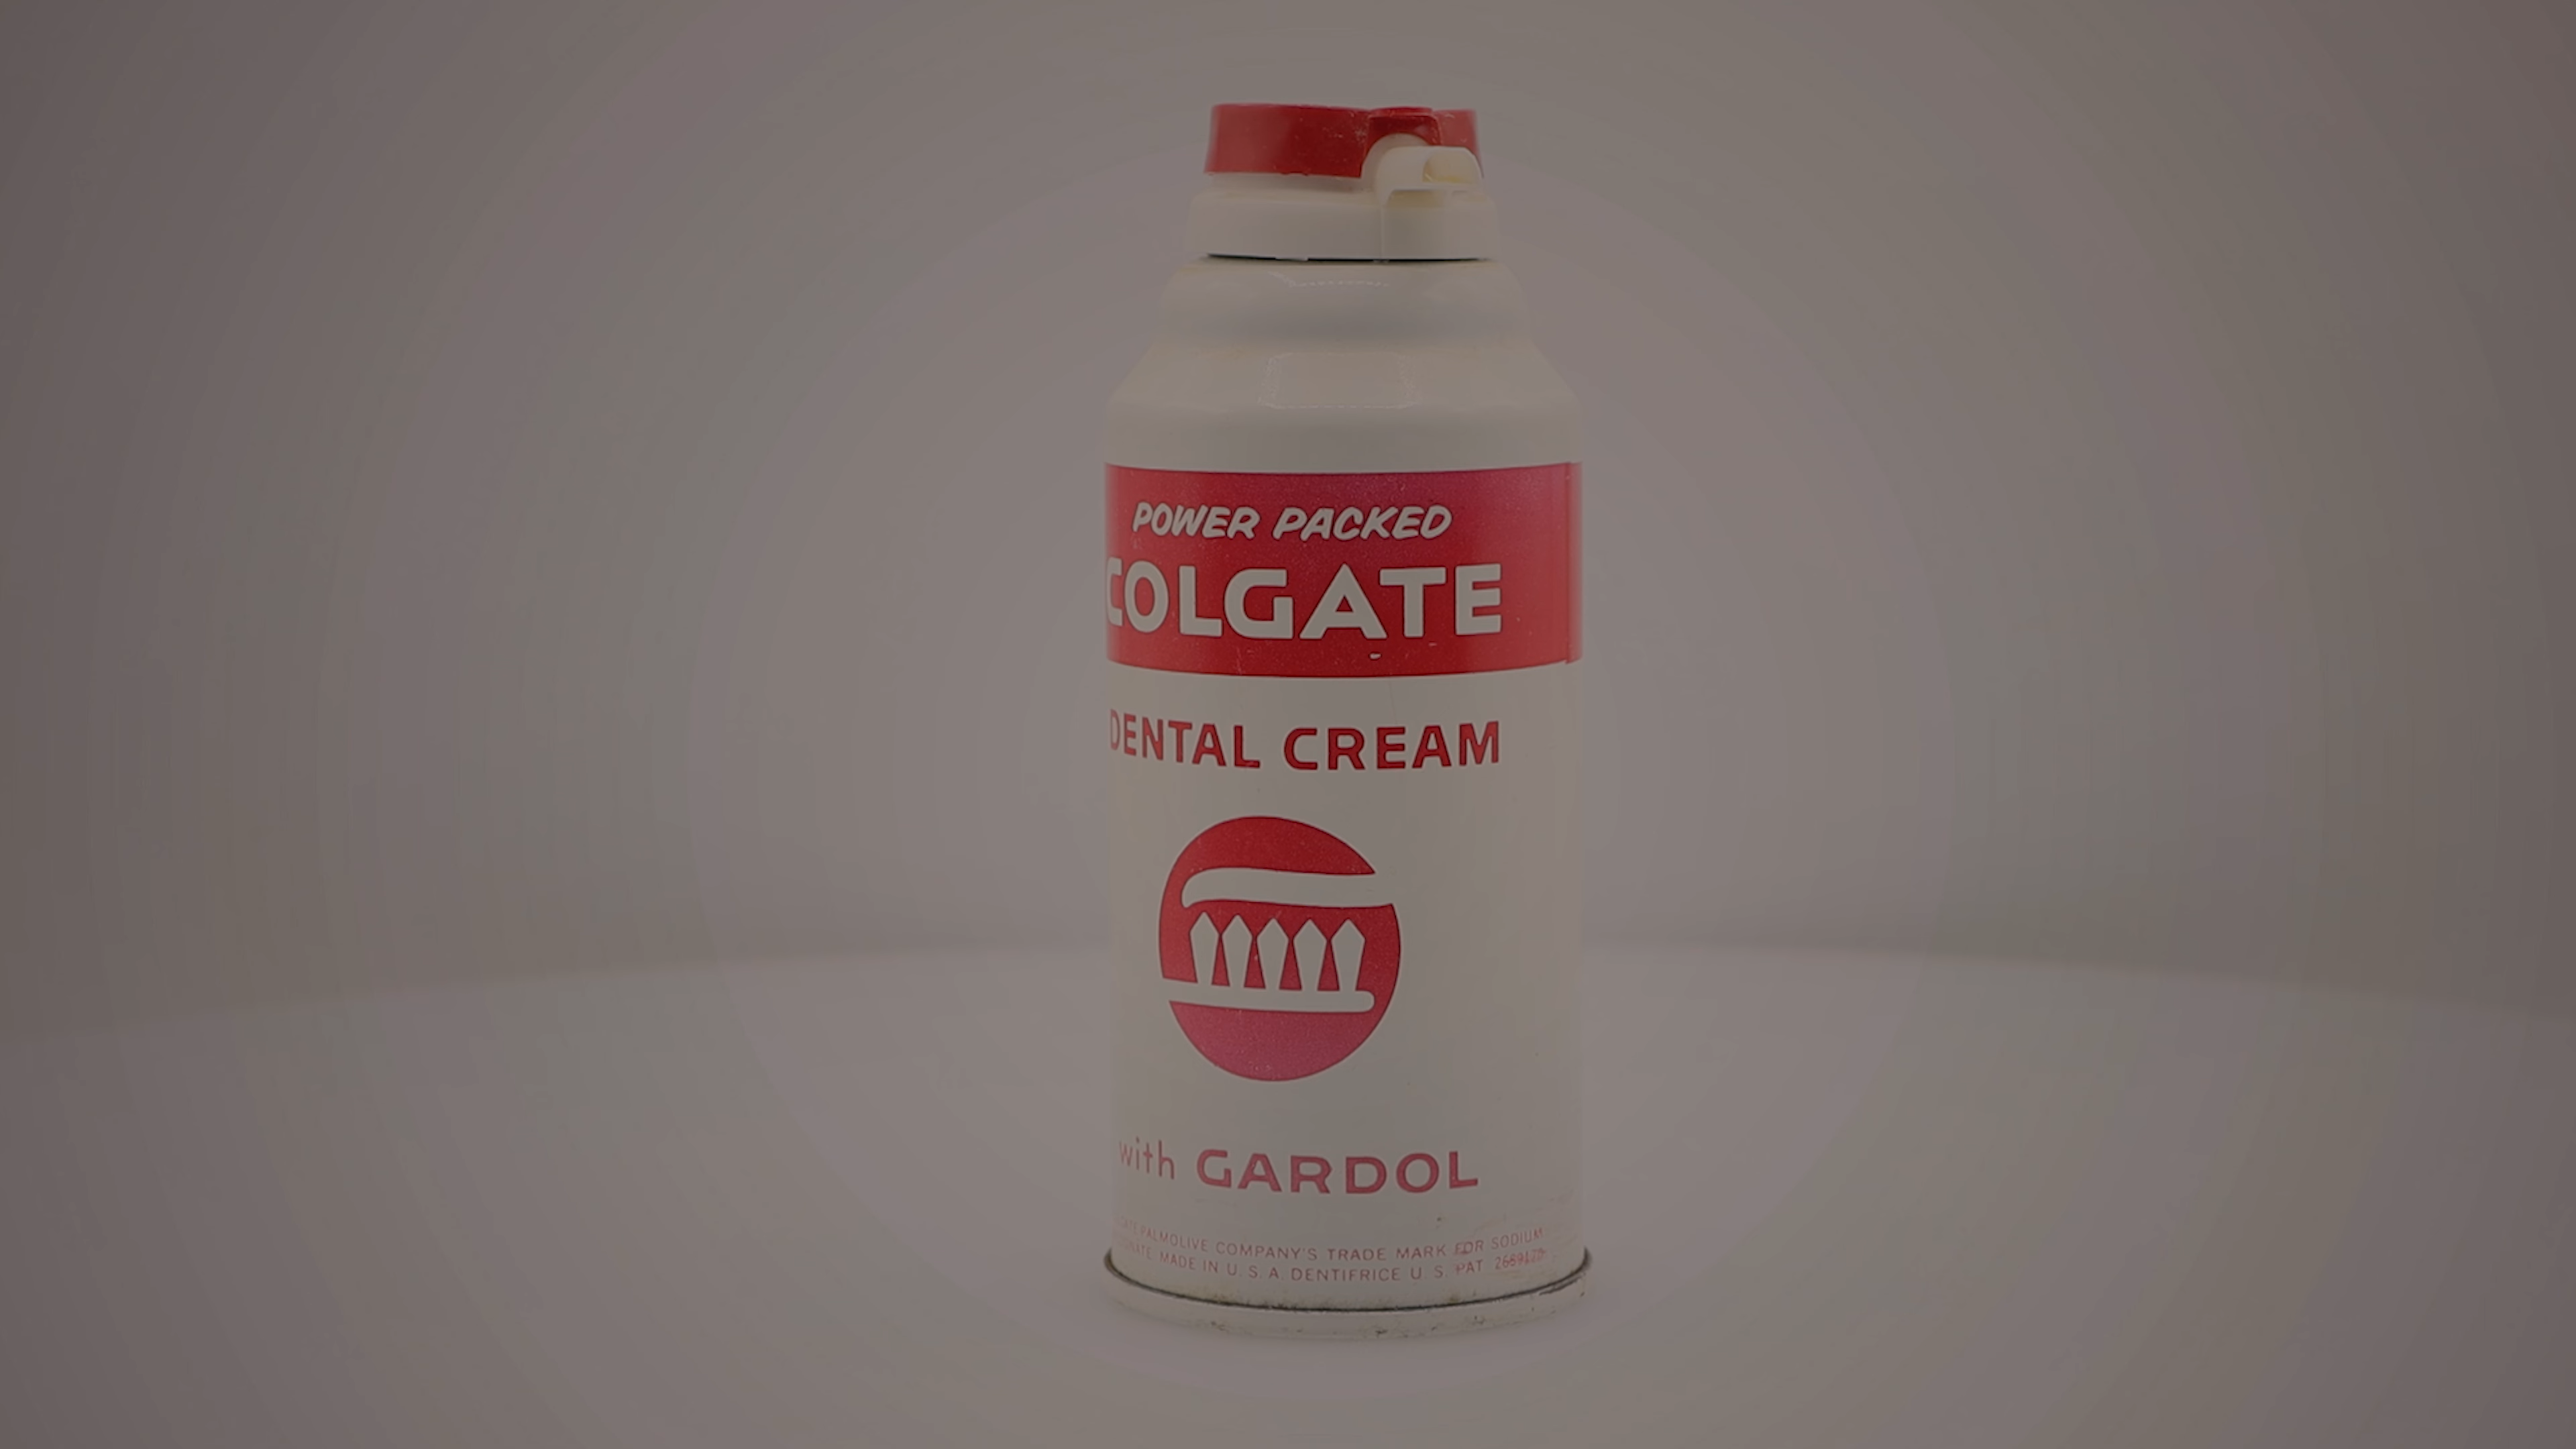 POWER PACKED
COLGATE
DENTAL CREAM
with GARDOL
PALMOLIVE COMPANY'S TRADE MARK FOR SODIUM
MADE IN U. S. A. DENTIFRICE U. S. PAT.